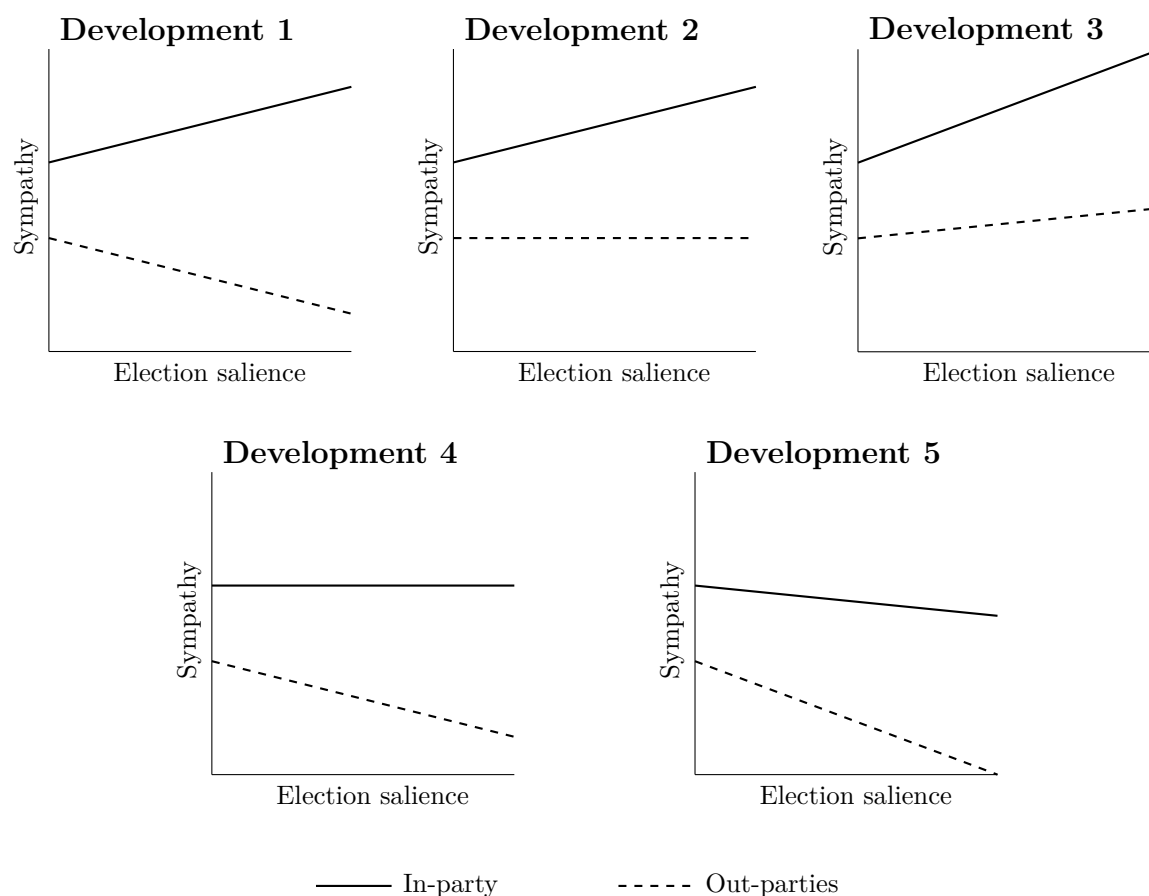 Development 1
Development 2
Development 3
Sympathy
Sympathy
Sympathy
Election salience
Election salience
Election salience
Development 4
Development 5
Sympathy
Sympathy
Election salience
Election salience
In-party
Out-parties